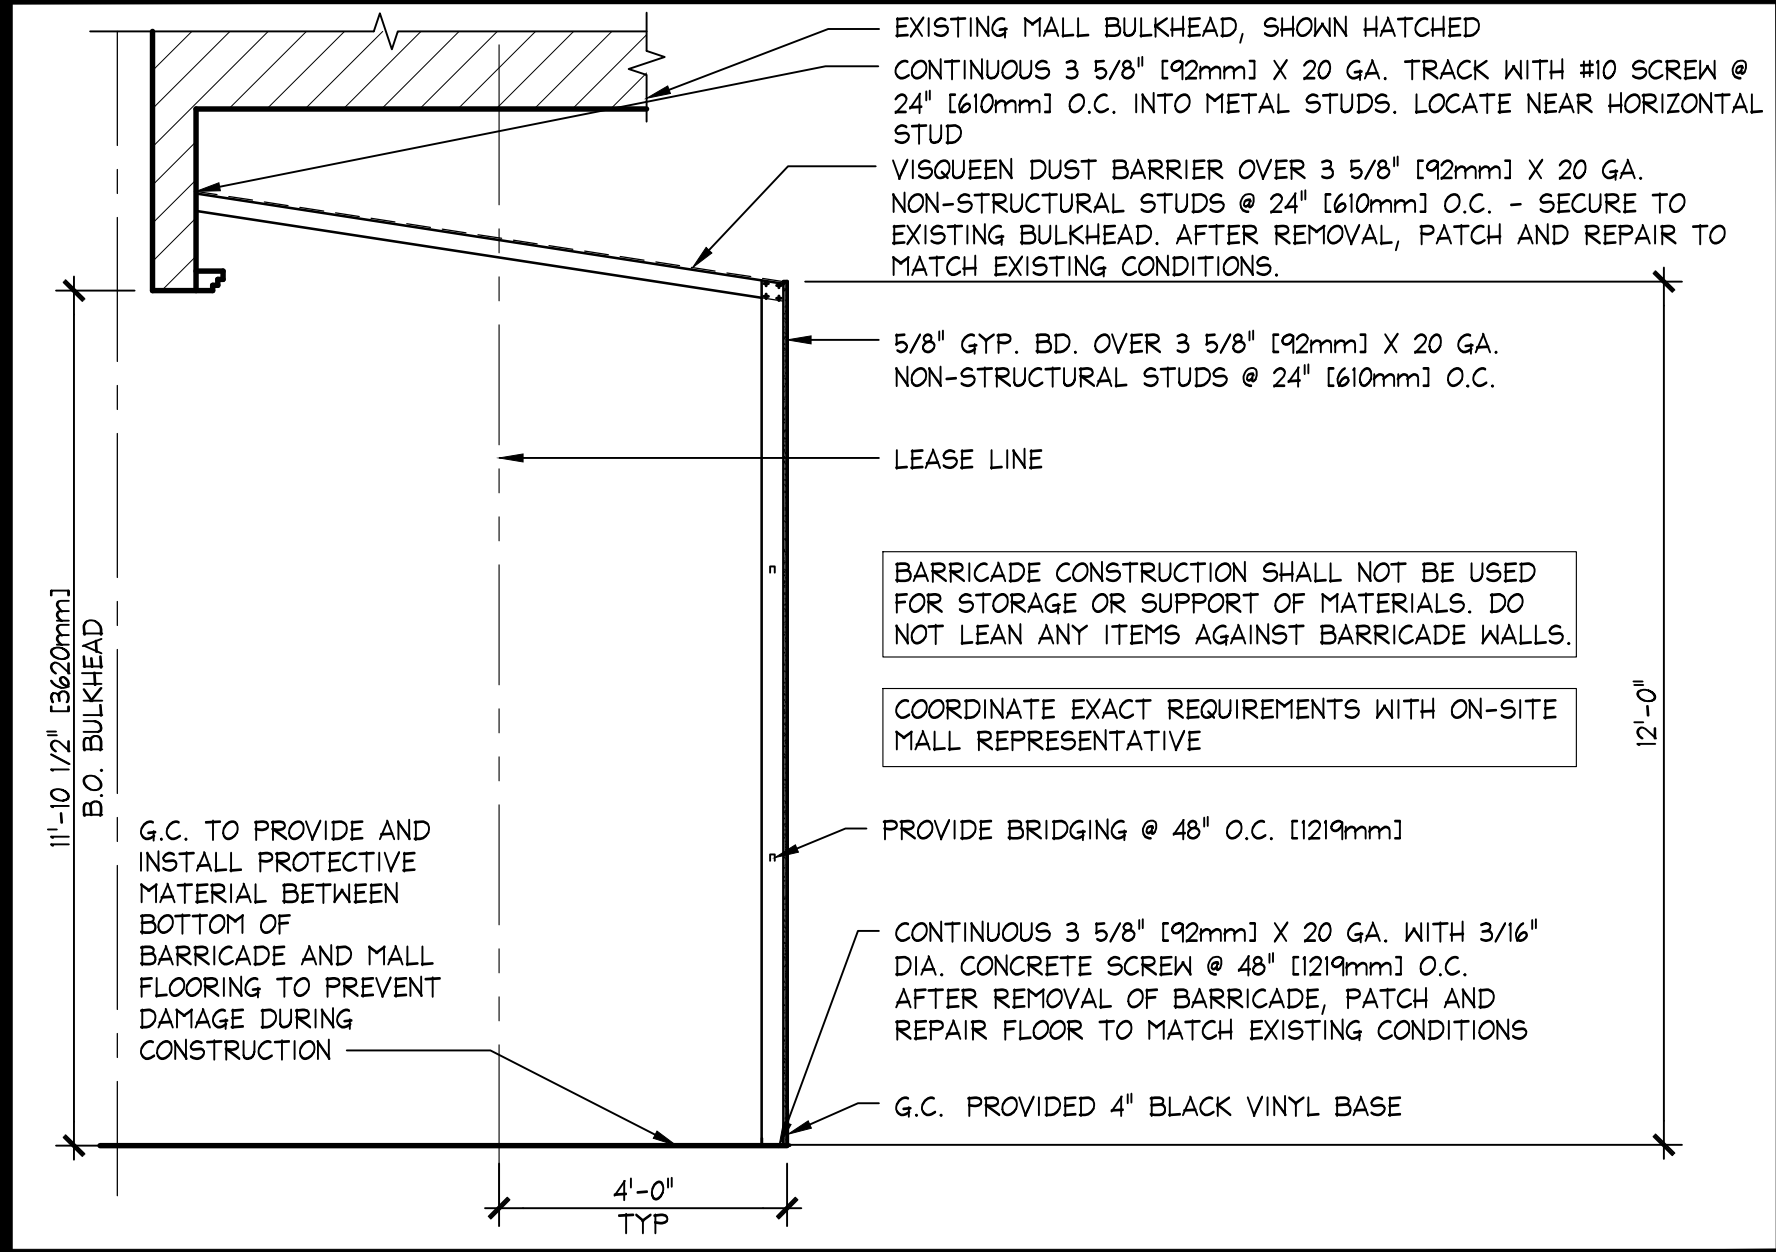 EXISTING MALL BULKHEAD, SHOWN HATCHED
CONTINUOUS 3 5/8" [92mm] X 20 GA. TRACK WITH #10 SCREW @
24" [610mm] O.C. INTO METAL STUDS. LOCATE NEAR HORIZONTAL
STUD
VISQUEEN DUST BARRIER OVER 3 5/8" [92mm] X 20 GA.
NON-STRUCTURAL STUDS @ 24" [610mm] O.C. - SECURE TO
EXISTING BULKHEAD. AFTER REMOVAL, PATCH AND REPAIR TO
MATCH EXISTING CONDITIONS.
5/8" GYP. BD. OVER 3 5/8" [92mm] X 20 GA.
NON-STRUCTURAL STUDS @ 24" [610mm] O.C.
LEASE LINE
BARRICADE CONSTRUCTION SHALL NOT BE USED
FOR STORAGE OR SUPPORT OF MATERIALS. DO
NOT LEAN ANY ITEMS AGAINST BARRICADE WALLS.
COORDINATE EXACT REQUIREMENTS WITH ON-SITE
MALL REPRESENTATIVE
12'-0"
11'-10 1/2" [3620mm]
B.O. BULKHEAD
G.C. TO PROVIDE AND
INSTALL PROTECTIVE
MATERIAL BETWEEN
BOTTOM OF
BARRICADE AND MALL
FLOORING TO PREVENT
DAMAGE DURING
CONSTRUCTION
PROVIDE BRIDGING @ 48" O.C. [1219mm]
CONTINUOUS 3 5/8" [92mm] X 20 GA. WITH 3/16"
DIA. CONCRETE SCREW @ 48" [1219mm] O.C.
AFTER REMOVAL OF BARRICADE, PATCH AND
REPAIR FLOOR TO MATCH EXISTING CONDITIONS
G.C. PROVIDED 4" BLACK VINYL BASE
4'-0"
TYP